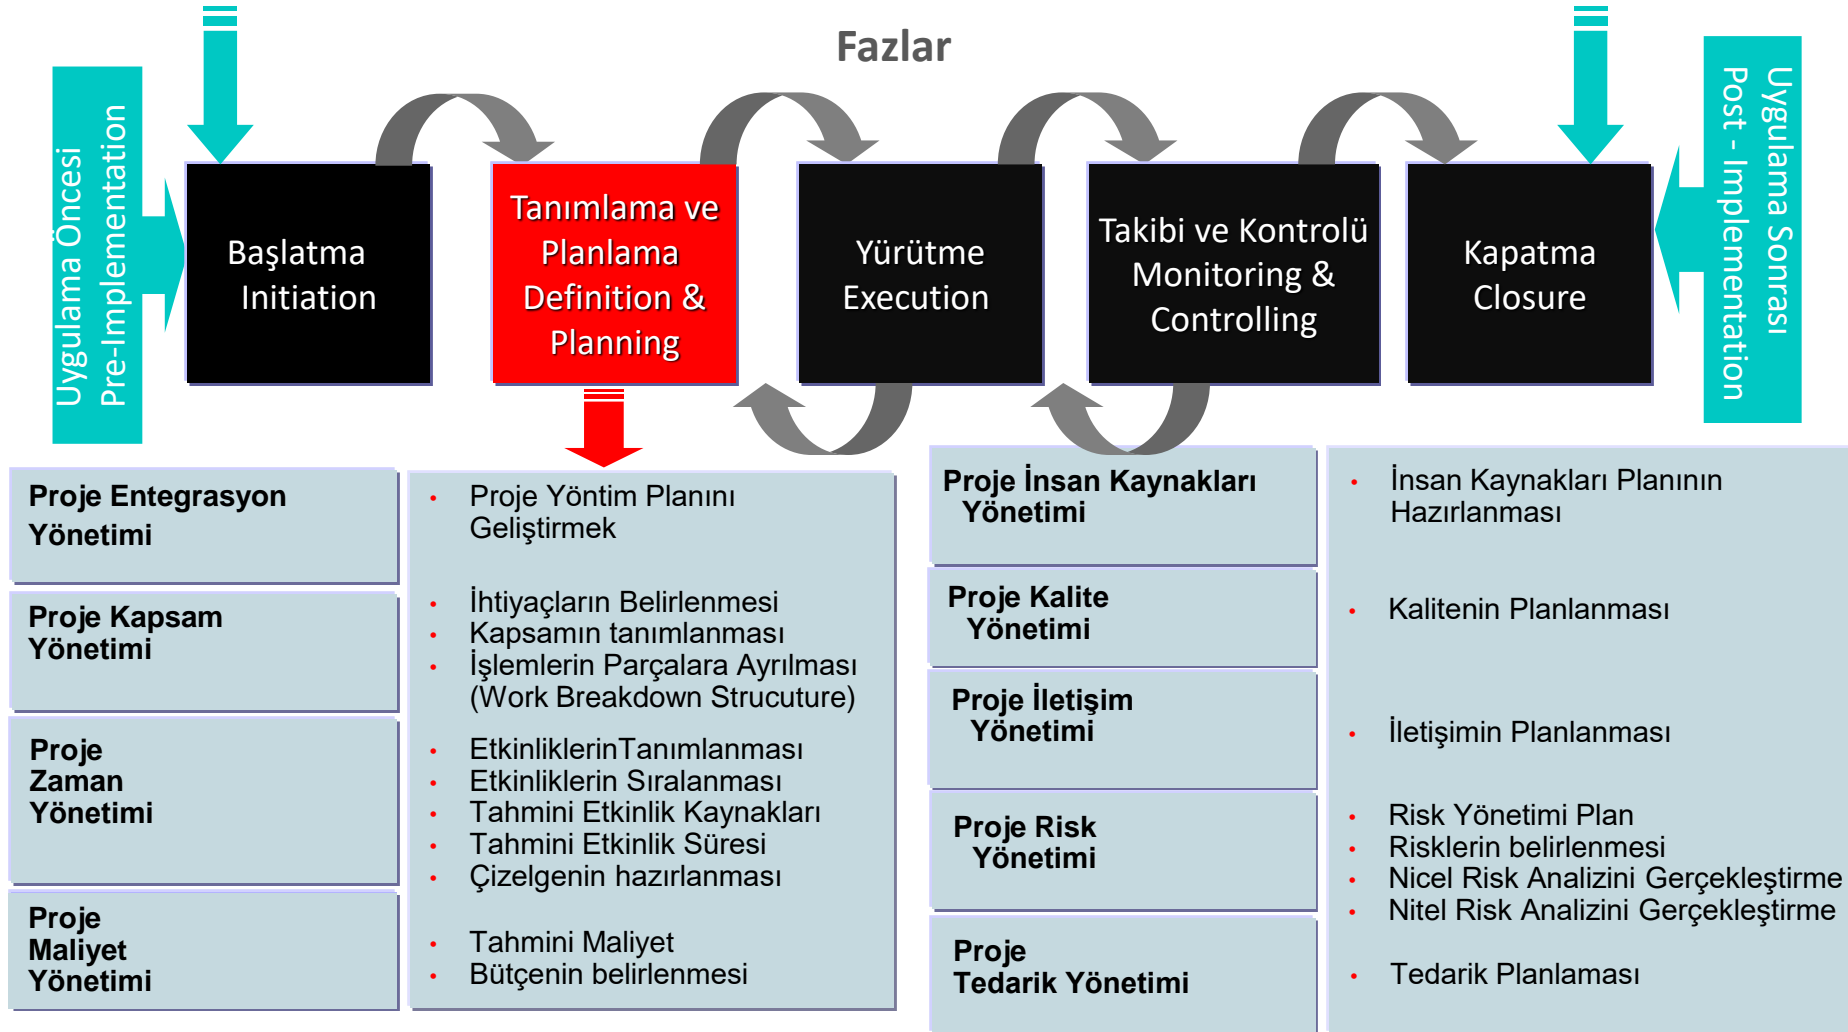 Fazlar
Uygulama Öncesi
Pre-Implementation
Başlatma
Initiation
Tanımlama ve
Planlama
Definition &
Planning
Yürütme
Execution
Takibi ve Kontrolü
Monitoring &
Controlling
Kapatma
Closure
Uygulama Sonrası
Post - Implementation
Proje Entegrasyon
Yönetimi
• Proje Yöntim Planını
Geliştirmek
Proje Kapsam
Yönetimi
• İhtiyaçların Belirlenmesi
• Kapsamın tanımlanması
• İşlemlerin Parçalara Ayrılması
(Work Breakdown Strucuture)
Proje
Zaman
Yönetimi
• EtkinliklerinTanımlanması
• Etkinliklerin Sıralanması
• Tahmini Etkinlik Kaynakları
• Tahmini Etkinlik Süresi
• Çizelgenin hazırlanması
Proje
Maliyet
Yönetimi
• Tahmini Maliyet
• Bütçenin belirlenmesi
Proje İnsan Kaynakları
Yönetimi
• İnsan Kaynakları Planının
Hazırlanması
Proje Kalite
Yönetimi
• Kalitenin Planlanması
Proje İletişim
Yönetimi
• İletişimin Planlanması
Proje Risk
Yönetimi
• Risk Yönetimi Plan
• Risklerin belirlenmesi
• Nicel Risk Analizini Gerçekleştirme
• Nitel Risk Analizini Gerçekleştirme
Proje
Tedarik Yönetimi
• Tedarik Planlaması